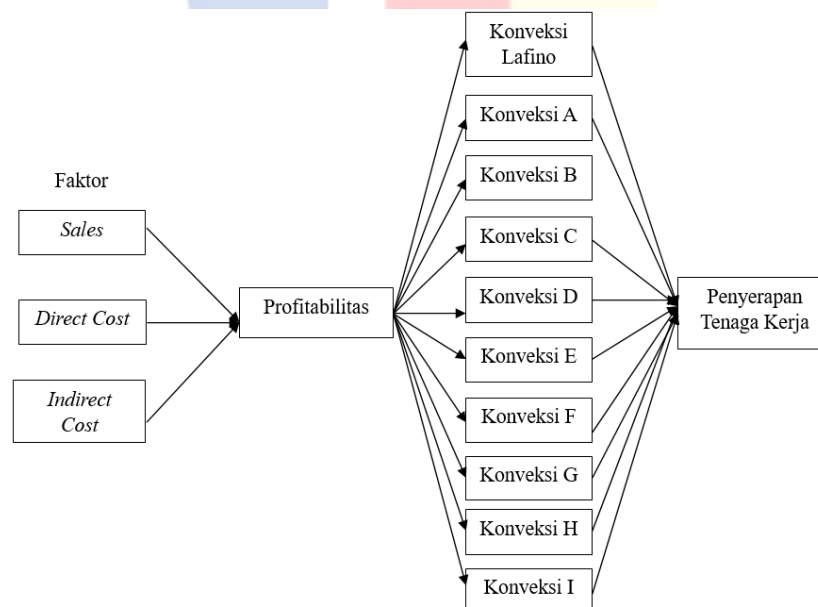 Faktor
Sales
Direct Cost
Indirect
Cost
Profitabilitas
Konveksi
Lafino
Konveksi A
Konveksi B
Konveksi C
Konveksi D
Konveksi E
Konveksi F
Konveksi G
Konveksi H
Konveksi I
Penyerapan
Tenaga Kerja